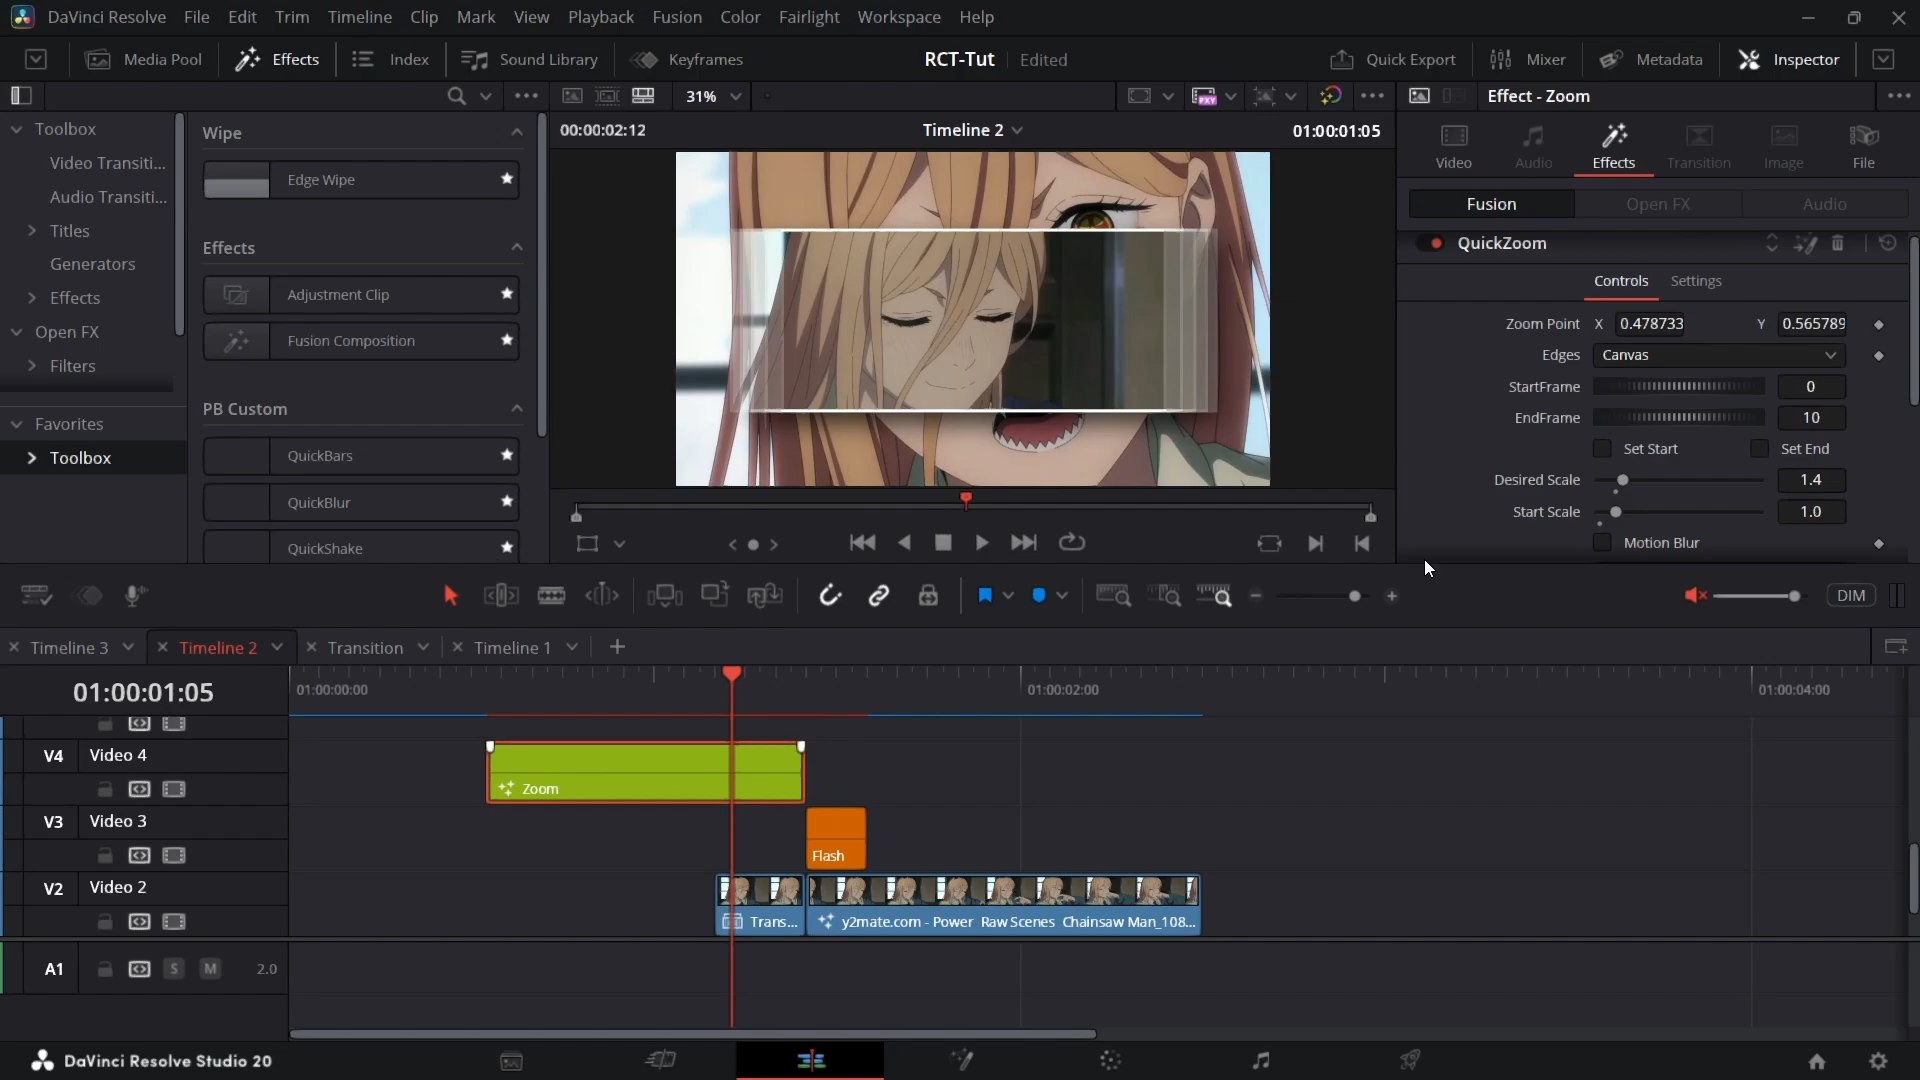 DaVinci Resolve File Edit Trim Timeline Clip Mark View Playback Fusion Color Fairlight Workspace Help
Media Pool Effects Index Sound Library Keyframes RCT-Tut Edited Quick Export Mixer Metadata Inspector
31% Effect - Zoom
00:00:02:12 Timeline 2 01:00:01:05
Toolbox
Video Transiti...
Audio Transiti...
Titles
Generators
Effects
Open FX
Filters
Favorites
Toolbox
Wipe
Edge Wipe
Effects
Adjustment Clip
Fusion Composition
PB Custom
QuickBars
QuickBlur
QuickShake
Video Audio Effects Transition Image File
Fusion Open FX Audio
QuickZoom
Controls Settings
Zoom Point X 0.478733 Y 0.565789
Edges Canvas
StartFrame 0
EndFrame 10
Set Start Set End
Desired Scale 1.4
Start Scale 1.0
Motion Blur
DIM
Timeline 3 Timeline 2 Transition Timeline 1
01:00:01:05 01:00:00:00 01:00:02:00 01:00:04:00
V4 Video 4
Zoom
V3 Video 3
Flash
V2 Video 2
Trans... y2mate.com - Power Raw Scenes Chainsaw Man_108...
A1 S M 2.0
DaVinci Resolve Studio 20